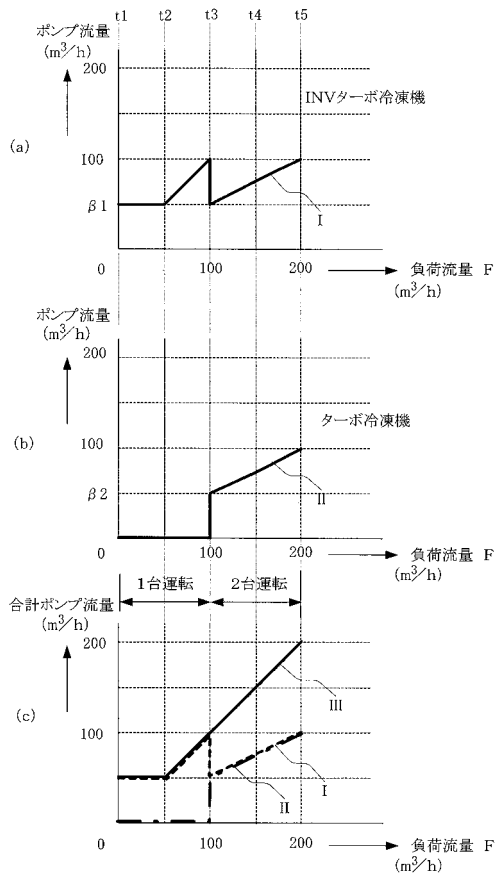 t1 t2 t3 t4 t5
ポンプ流量
(m³/h)
200
INVターボ冷凍機
(a)
100
β1
I
0 100 200 負荷流量 F
(m³/h)
ポンプ流量
(m³/h)
200
ターボ冷凍機
(b)
100
β2
II
0 100 200 負荷流量 F
(m³/h)
1台運転 2台運転
合計ポンプ流量
(m³/h)
200
III
(c)
100
I
II
0 100 200 負荷流量 F
(m³/h)